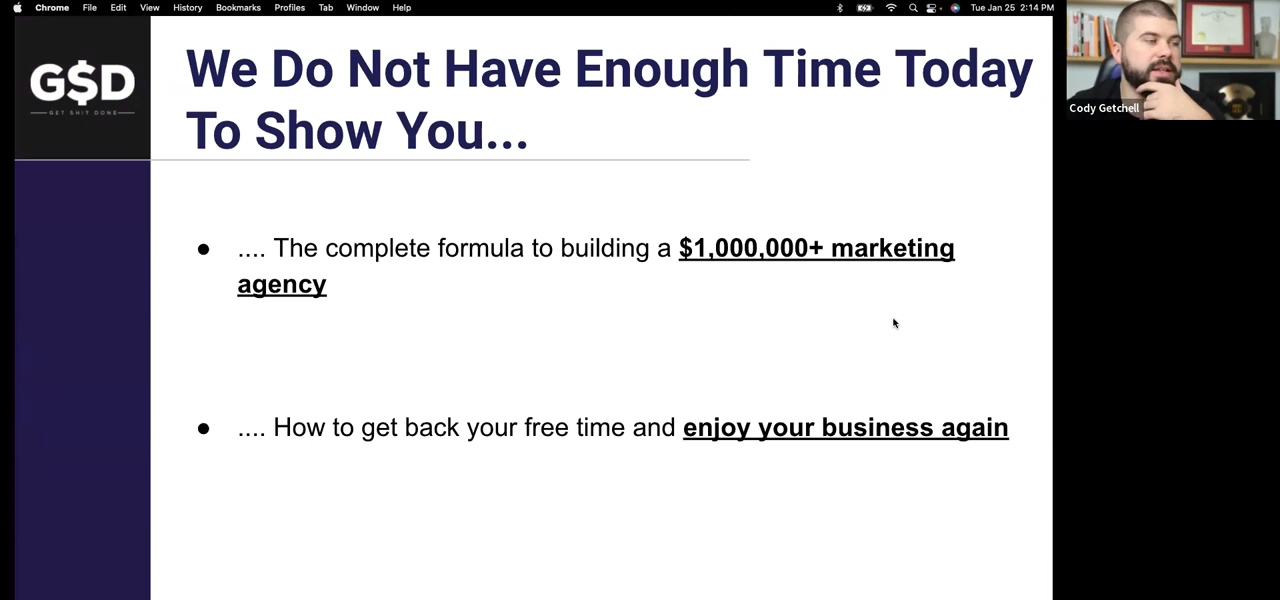 Chrome File Edit View History Bookmarks Profiles Tab Window Help Tue Jan 25 2:14 PM
G$D
GET SHIT DONE
We Do Not Have Enough Time Today
To Show You...
● .... The complete formula to building a $1,000,000+ marketing
agency
● .... How to get back your free time and enjoy your business again
Cody Getchell